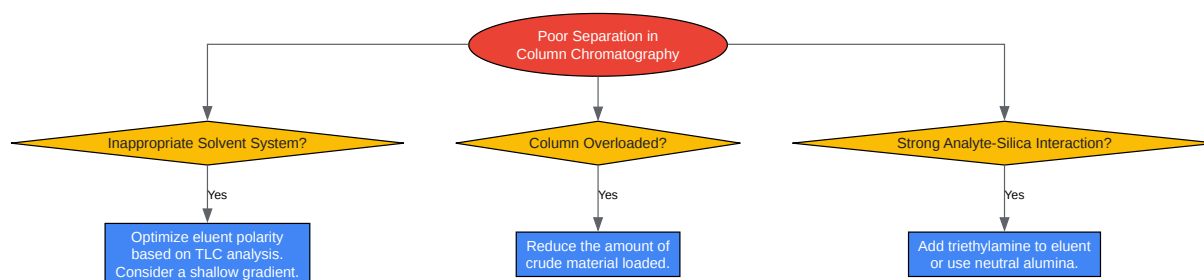 Poor Separation in
Column Chromatography
Inappropriate Solvent System?
Column Overloaded?
Strong Analyte-Silica Interaction?
Yes
Yes
Yes
Optimize eluent polarity
based on TLC analysis.
Consider a shallow gradient.
Reduce the amount of
crude material loaded.
Add triethylamine to eluent
or use neutral alumina.